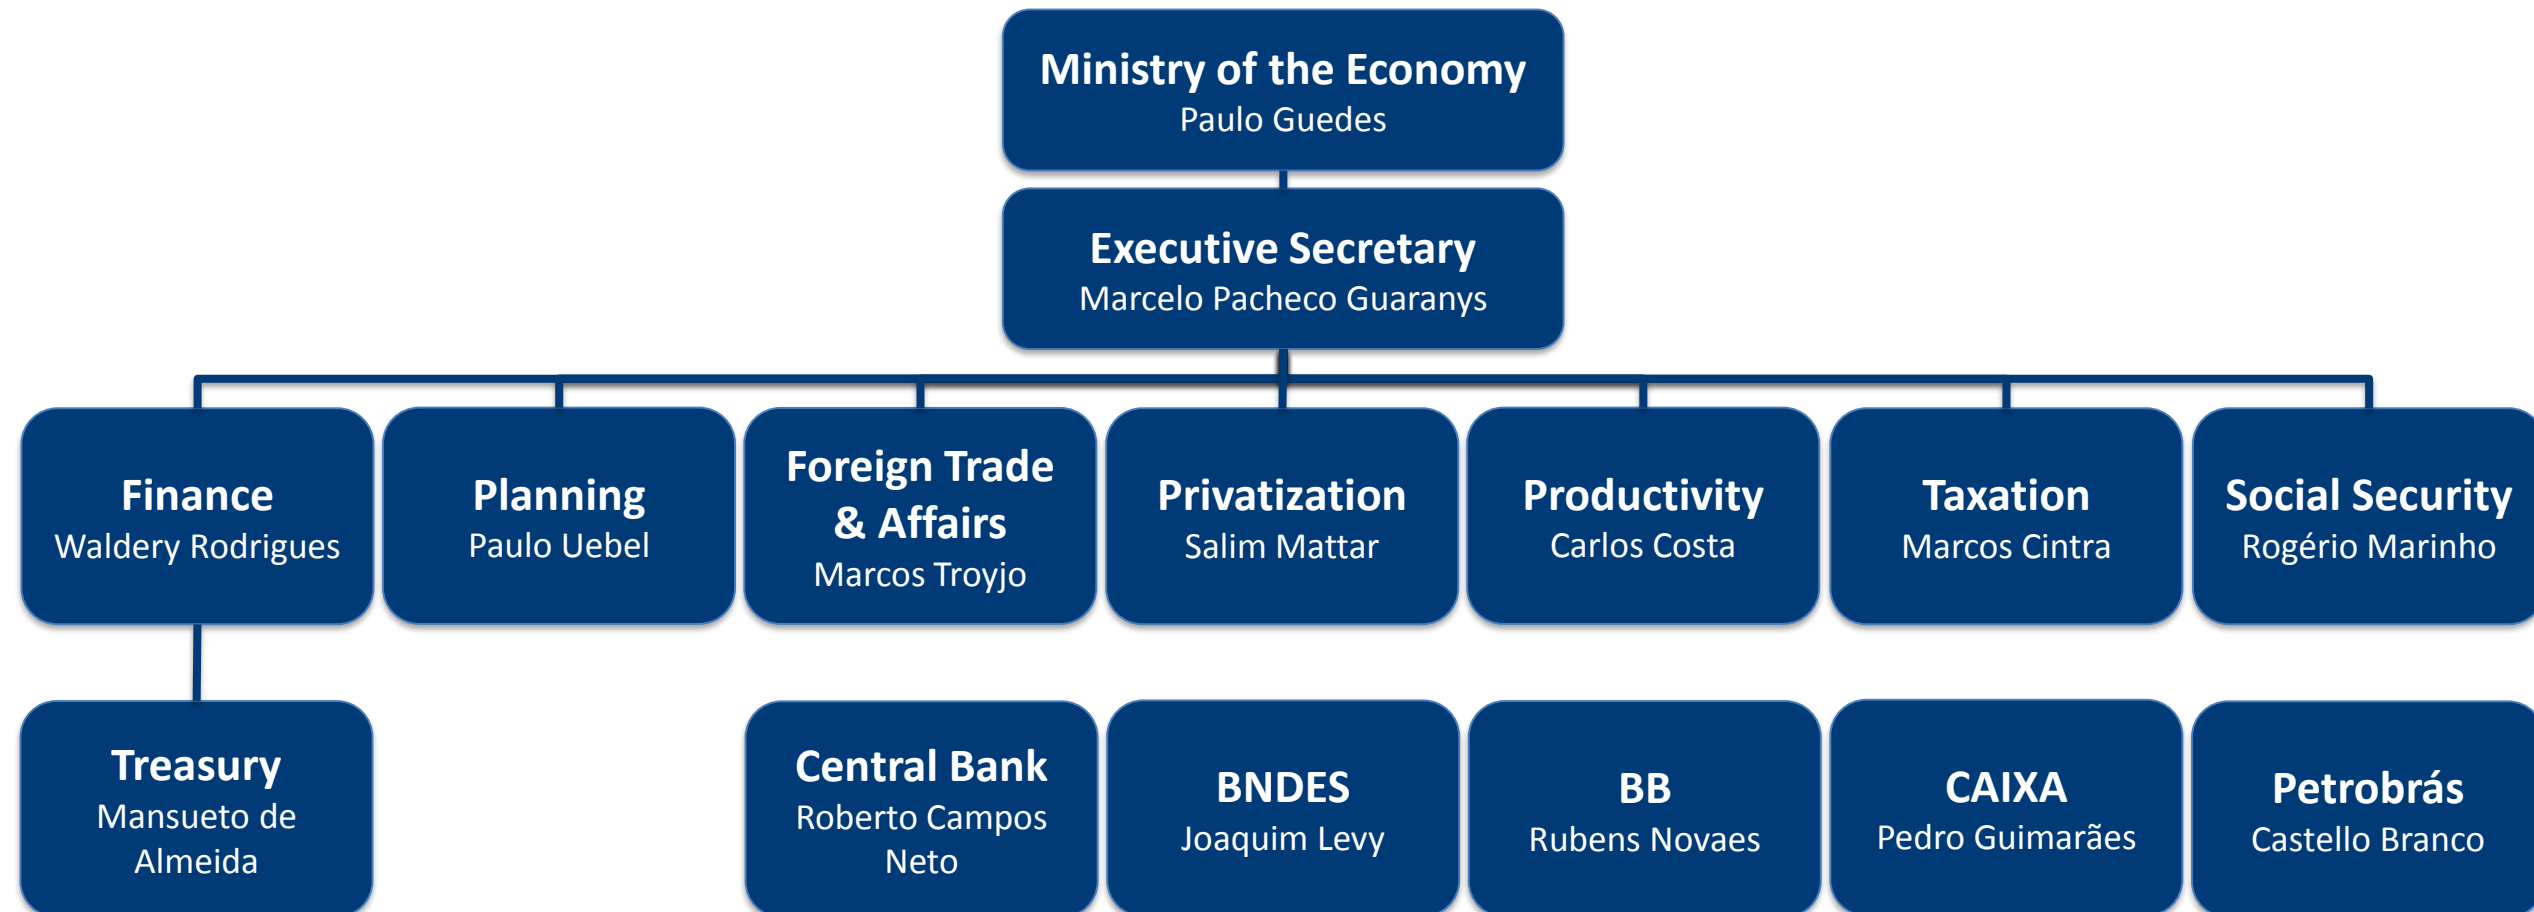 Ministry of the Economy
Paulo Guedes
Executive Secretary
Marcelo Pacheco Guaranys
Finance
Waldery Rodrigues
Planning
Paulo Uebel
Foreign Trade
& Affairs
Marcos Troyjo
Privatization
Salim Mattar
Productivity
Carlos Costa
Taxation
Marcos Cintra
Social Security
Rogério Marinho
Treasury
Mansueto de
Almeida
Central Bank
Roberto Campos
Neto
BNDES
Joaquim Levy
BB
Rubens Novaes
CAIXA
Pedro Guimarães
Petrobrás
Castello Branco